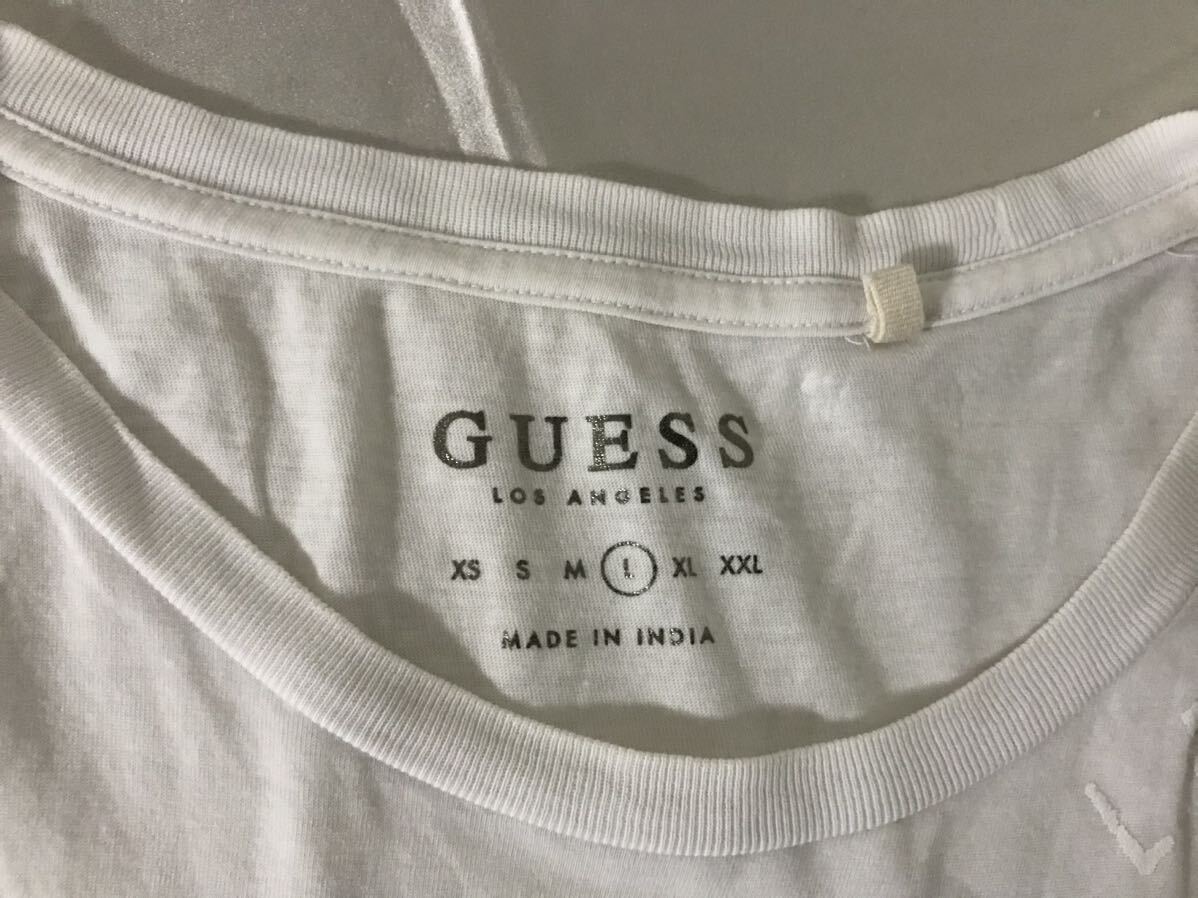 GUESS
LOS ANGELES
XS S M L XL XXL
MADE IN INDIA